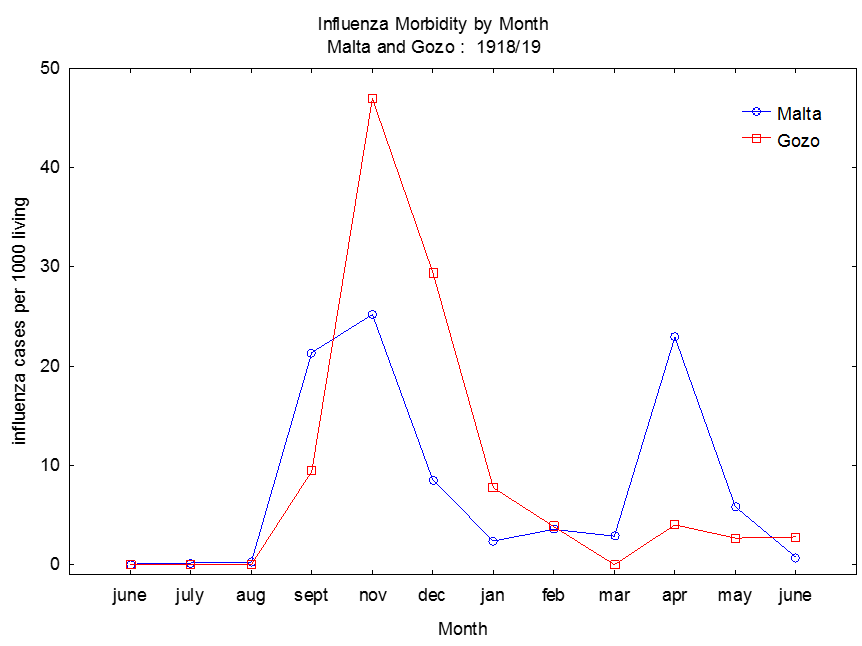 Influenza Morbidity by Month
Malta and Gozo : 1918/19
50
40
30
20
10
0
influenza cases per 1000 living
Malta
Gozo
june july aug sept nov dec jan feb mar apr may june
Month